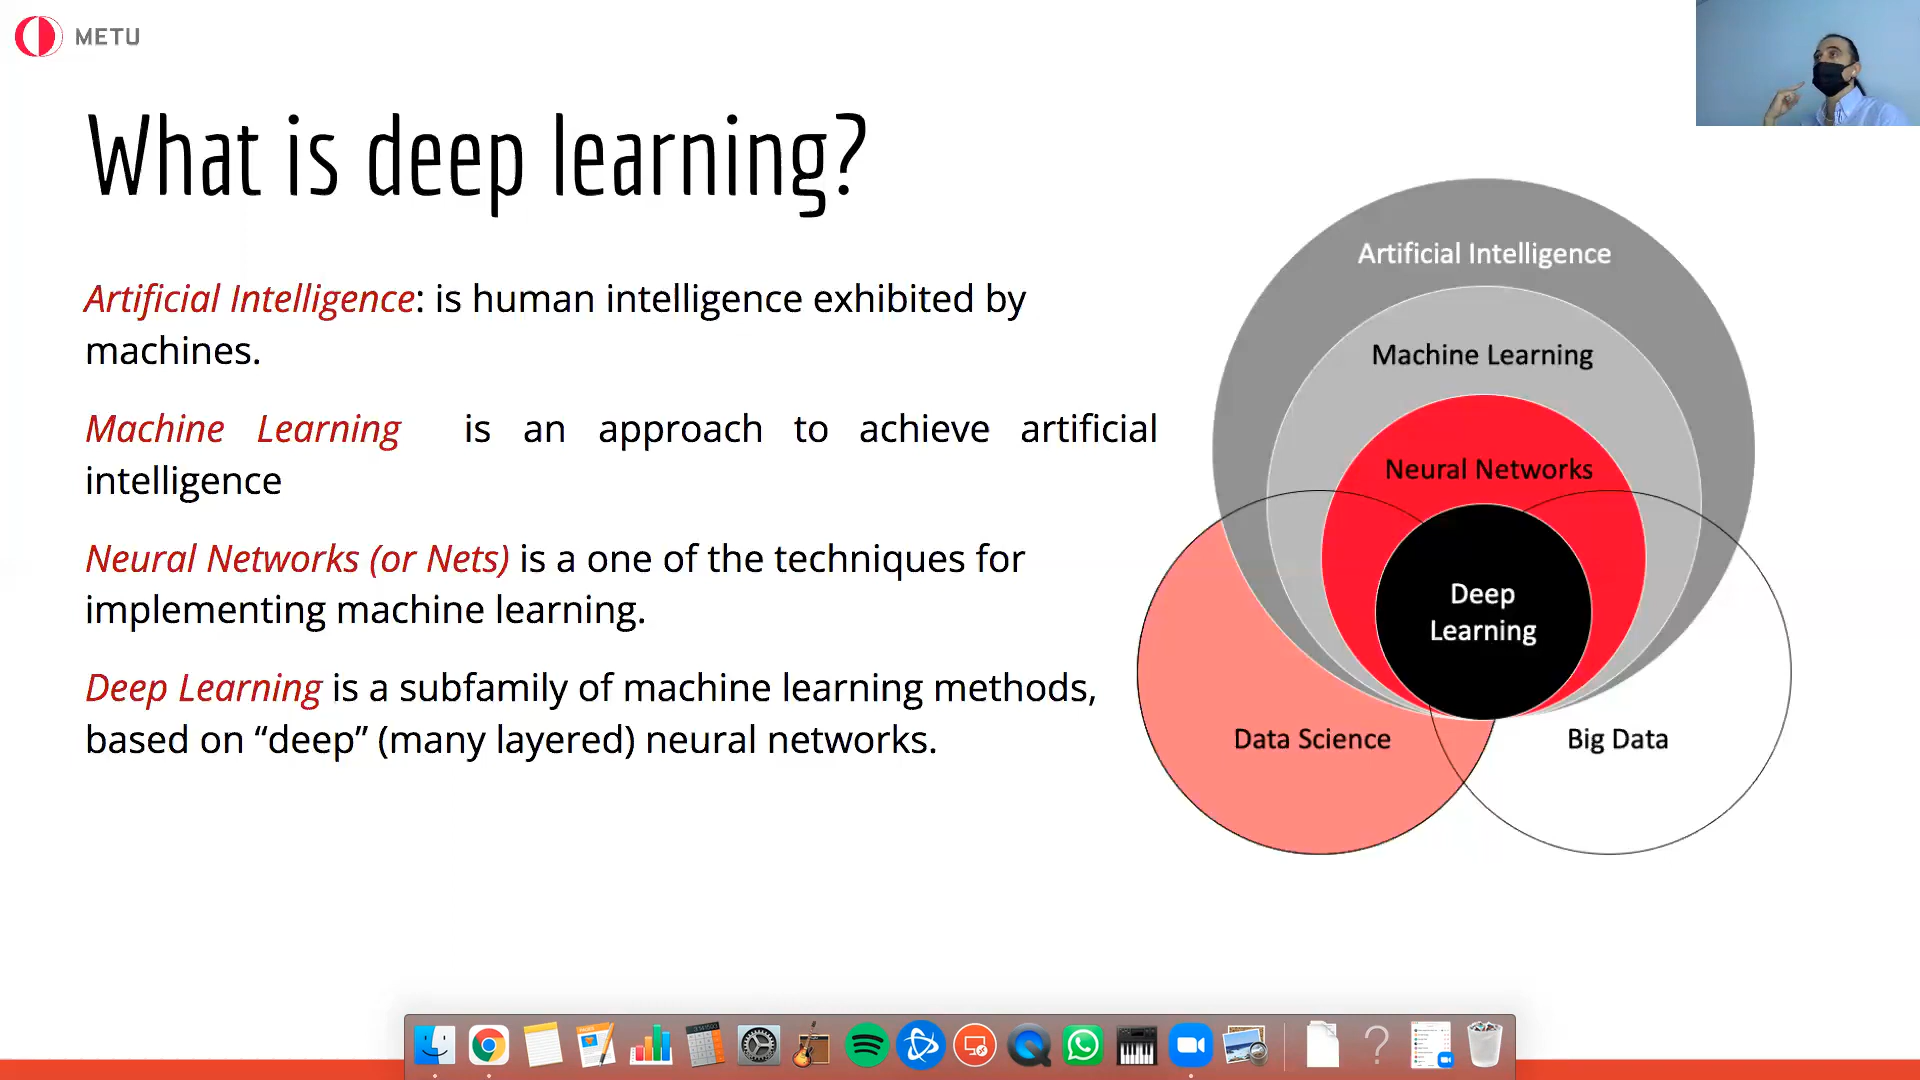 METU
What is deep learning?
Artificial Intelligence: is human intelligence exhibited by
machines.
Machine Learning is an approach to achieve artificial
intelligence
Neural Networks (or Nets) is a one of the techniques for
implementing machine learning.
Deep Learning is a subfamily of machine learning methods,
based on “deep” (many layered) neural networks.
Artificial Intelligence
Machine Learning
Neural Networks
Deep
Learning
Data Science
Big Data